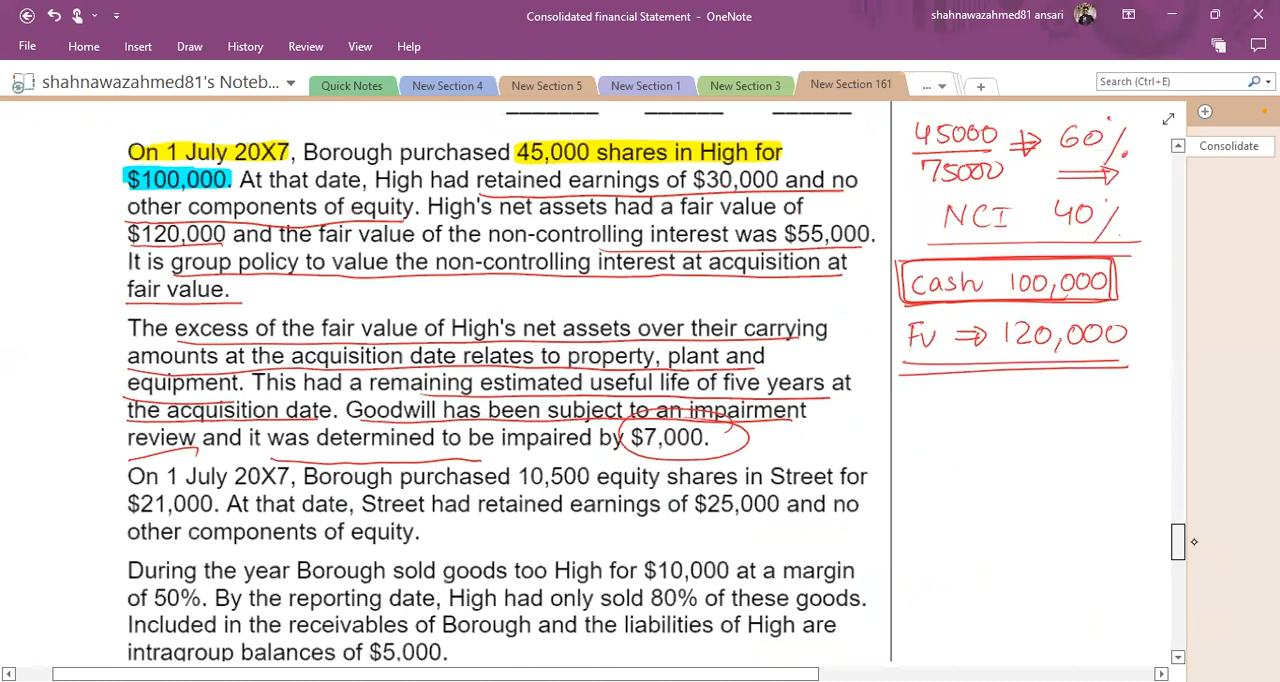 Consolidated financial Statement - OneNote
shahnawazahmed81 ansari
File Home Insert Draw History Review View Help
shahnawazahmed81's Noteb...
Quick Notes New Section 4 New Section 5 New Section 1 New Section 3 New Section 161 ...
Search (Ctrl+E)
Consolidate
On 1 July 20X7, Borough purchased 45,000 shares in High for
$100,000. At that date, High had retained earnings of $30,000 and no
other components of equity. High's net assets had a fair value of
$120,000 and the fair value of the non-controlling interest was $55,000.
It is group policy to value the non-controlling interest at acquisition at
fair value.
The excess of the fair value of High's net assets over their carrying
amounts at the acquisition date relates to property, plant and
equipment. This had a remaining estimated useful life of five years at
the acquisition date. Goodwill has been subject to an impairment
review and it was determined to be impaired by $7,000.
On 1 July 20X7, Borough purchased 10,500 equity shares in Street for
$21,000. At that date, Street had retained earnings of $25,000 and no
other components of equity.
During the year Borough sold goods too High for $10,000 at a margin
of 50%. By the reporting date, High had only sold 80% of these goods.
Included in the receivables of Borough and the liabilities of High are
intragroup balances of $5,000.
45000 ⇒ 60%.
75000
NCI 40%
Cash 100,000
FV ⇒ 120,000